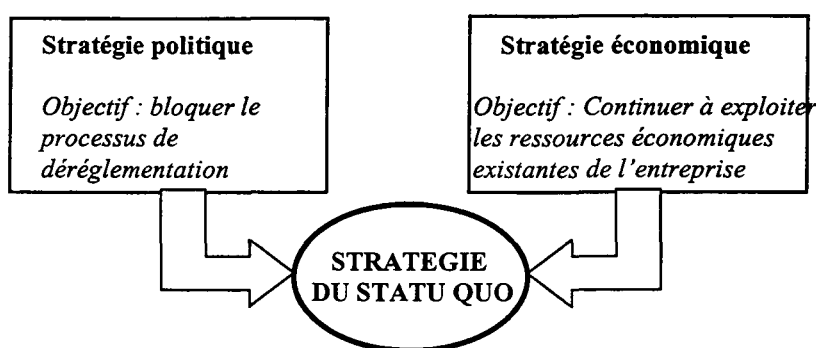 Stratégie politique
Objectif : bloquer le
processus de
déréglementation
Stratégie économique
Objectif : Continuer à exploiter
les ressources économiques
existantes de l'entreprise
STRATEGIE
DU STATU QUO